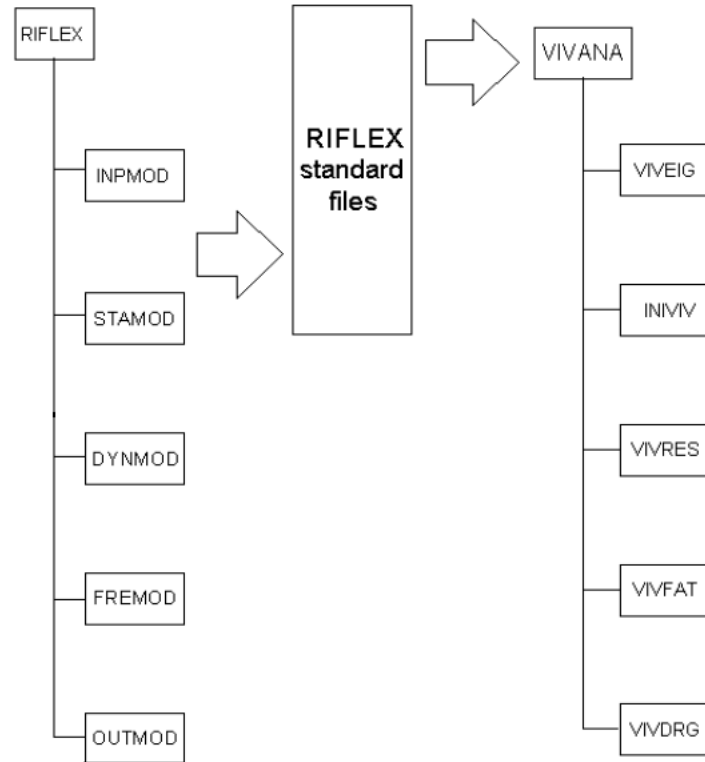 RIFLEX
INPMOD
STAMOD
DYNMOD
FREMOD
OUTMOD
RIFLEX
standard
files
VIVANA
VIVEIG
INIVIV
VIVRES
VIVFAT
VIVDRG